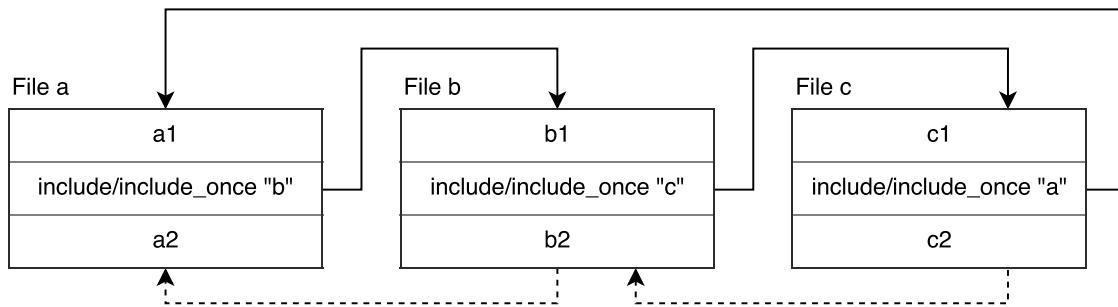 File a
a1
include/include_once "b"
a2
File b
b1
include/include_once "c"
b2
File c
c1
include/include_once "a"
c2